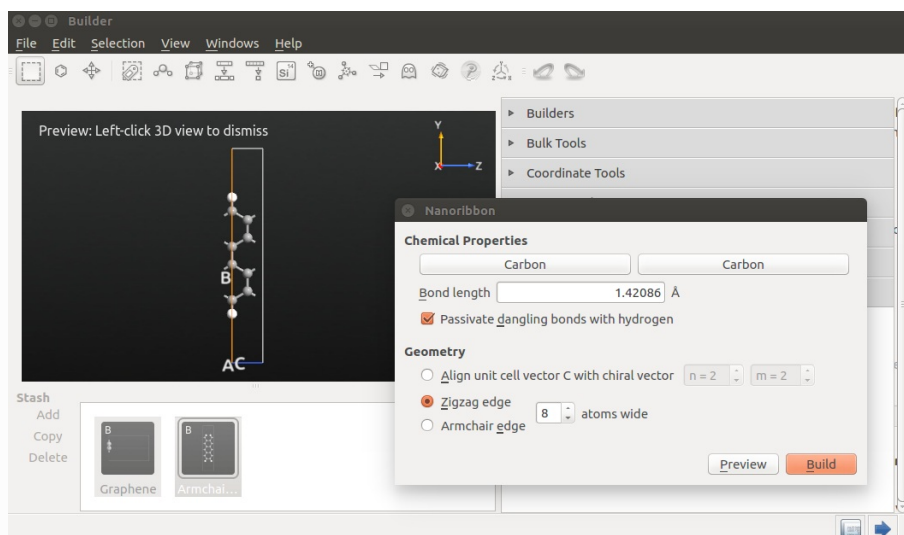 Builder
File Edit Selection View Windows Help
Si 14
Preview: Left-click 3D view to dismiss
Y
X Z
B
A C
Builders
Bulk Tools
Coordinate Tools
Nanoribbon
Chemical Properties
Carbon Carbon
Bond length 1.42086 Å
Passivate dangling bonds with hydrogen
Geometry
Align unit cell vector C with chiral vector n = 2 m = 2
Zigzag edge
8 atoms wide
Armchair edge
Preview Build
Stash
Add
Copy
Delete
B B
Graphene Armchai...